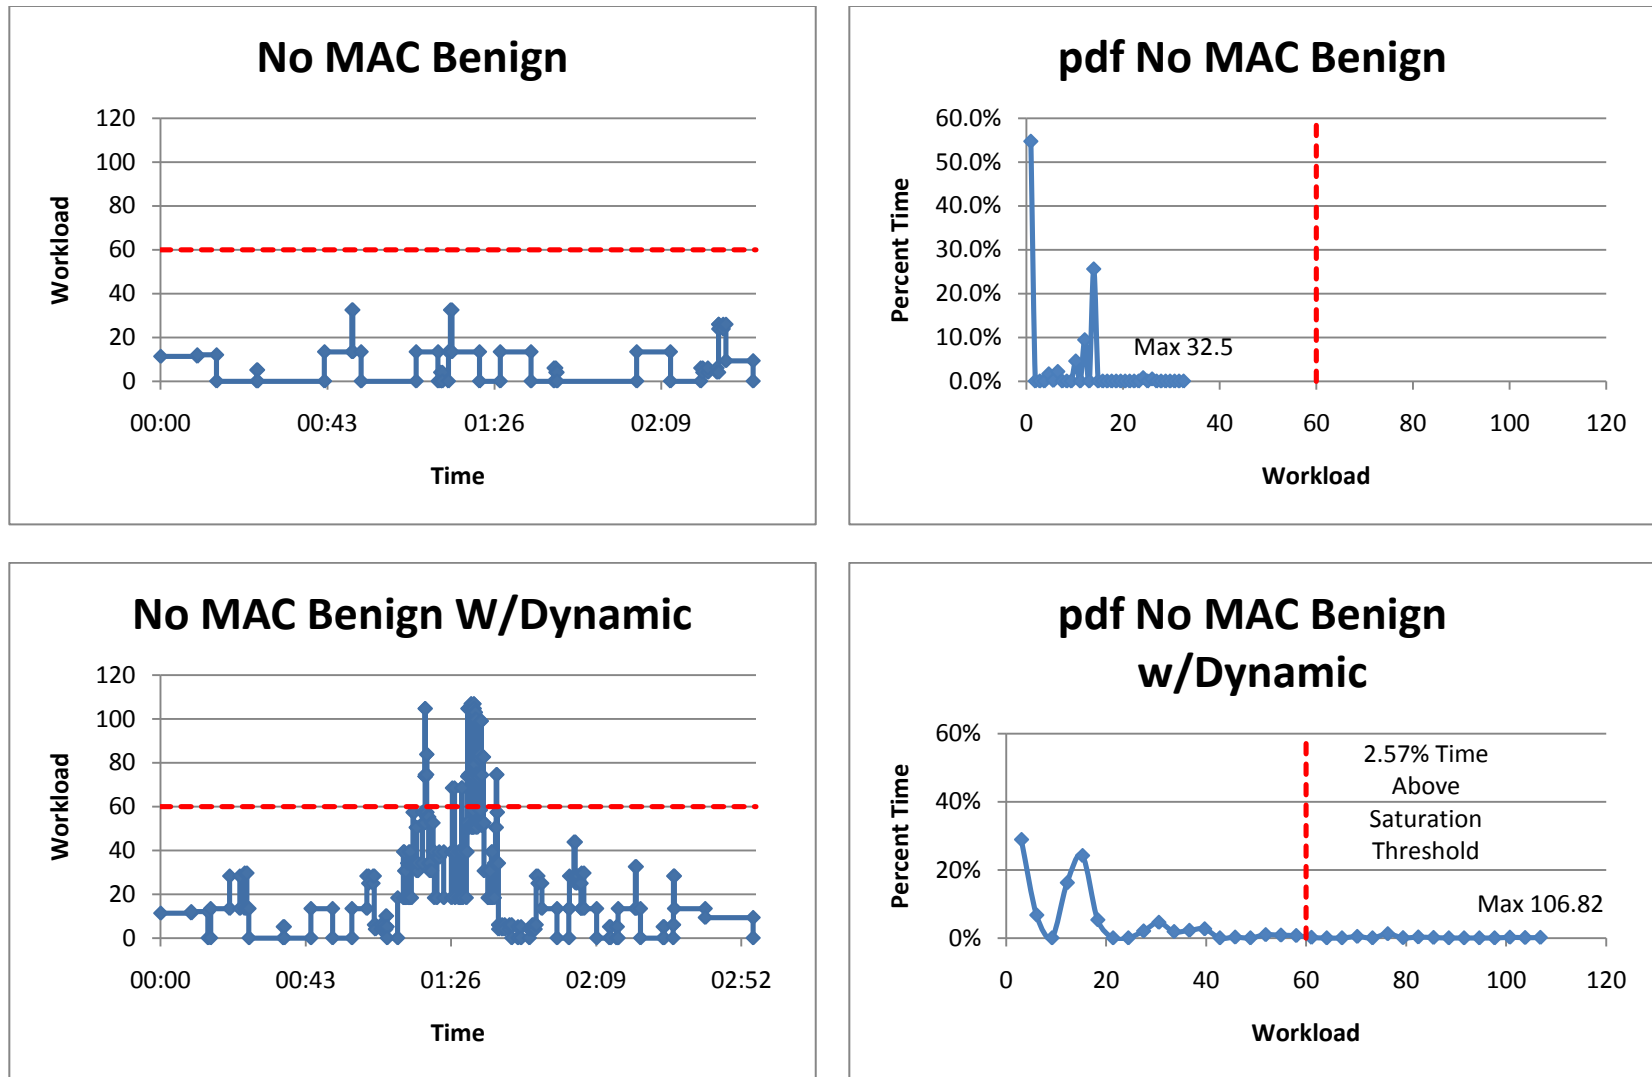 No MAC Benign
120
100
80
60
40
20
0
Workload
00:00 00:43 01:26 02:09
Time
pdf No MAC Benign
60.0%
50.0%
40.0%
30.0%
20.0%
10.0%
0.0%
Percent Time
Max 32.5
0 20 40 60 80 100 120
Workload
No MAC Benign W/Dynamic
120
100
80
60
40
20
0
Workload
00:00 00:43 01:26 02:09 02:52
Time
pdf No MAC Benign
w/Dynamic
60%
40%
20%
0%
Percent Time
2.57% Time
Above
Saturation
Threshold
Max 106.82
0 20 40 60 80 100 120
Workload